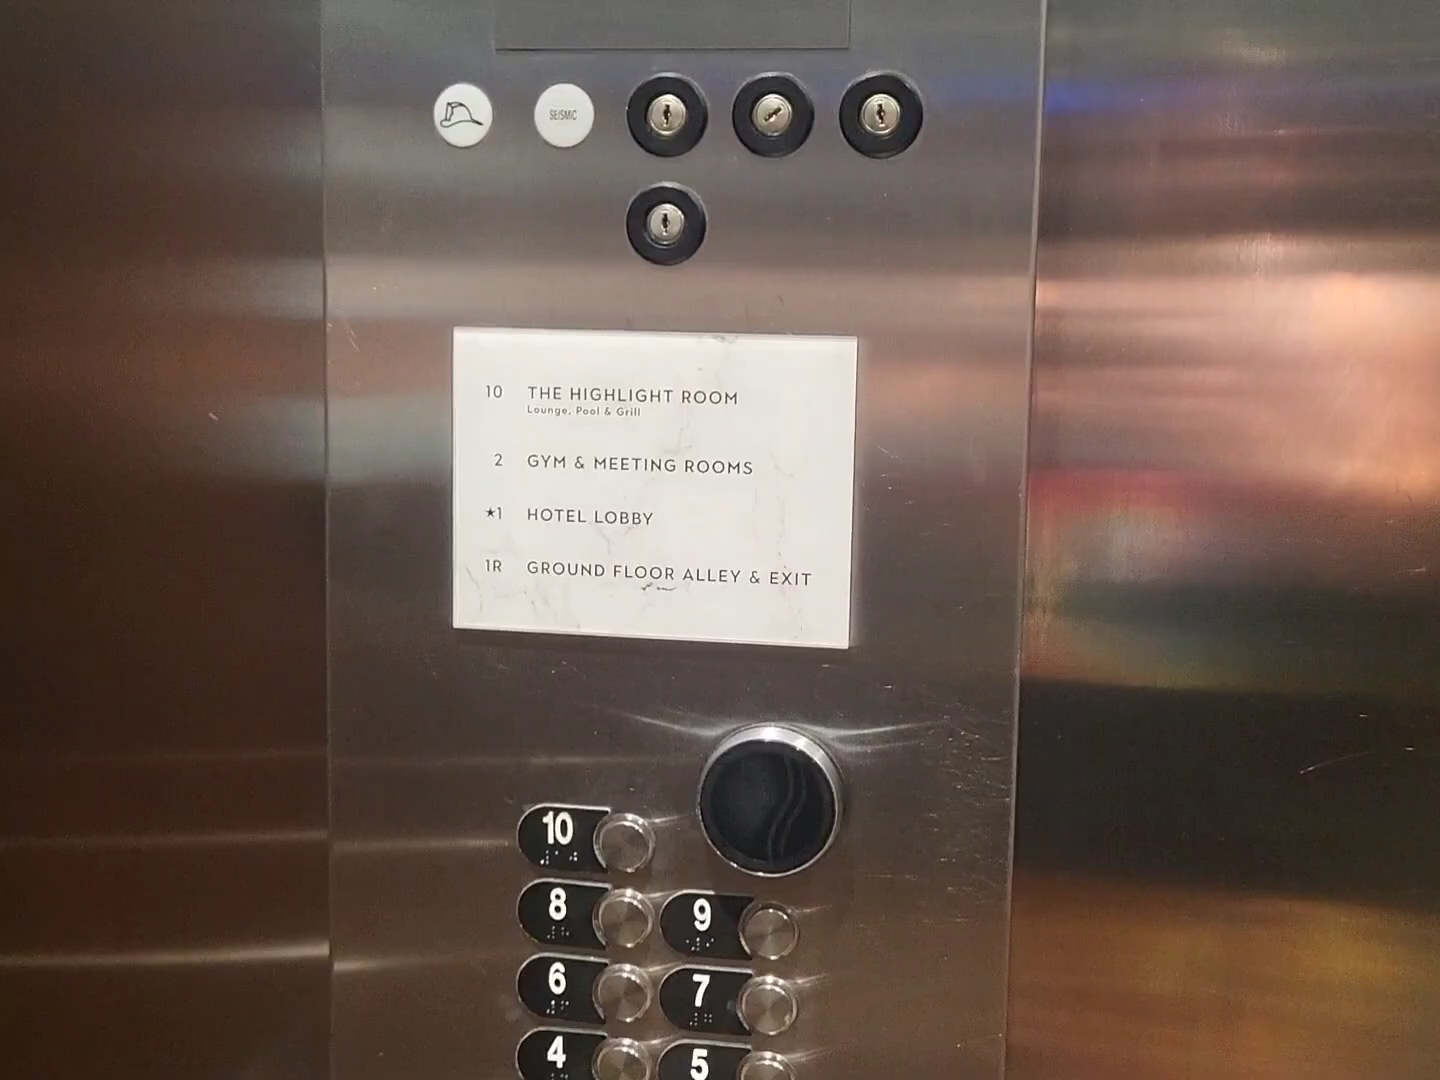 SEISMIC
10 THE HIGHLIGHT ROOM
Lounge, Pool & Grill
2 GYM & MEETING ROOMS
★1 HOTEL LOBBY
1R GROUND FLOOR ALLEY & EXIT
10
8 9
6 7
4 5